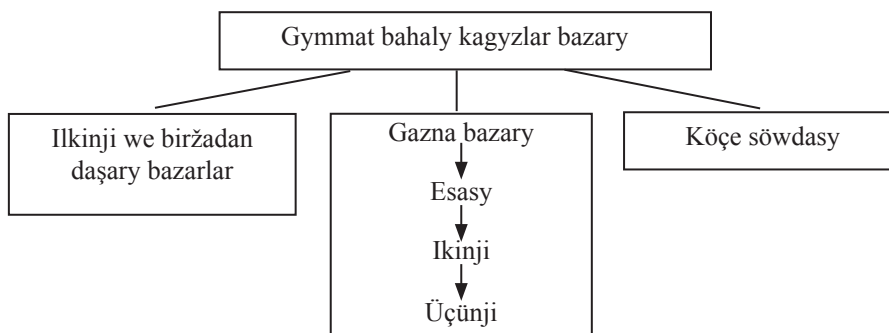 Gymmat bahaly kagyzlar bazary
Ilkinji we biržadan
daşary bazarlar
Gazna bazary
Esasy
Ikinji
Üçünji
Köçe söwdasy